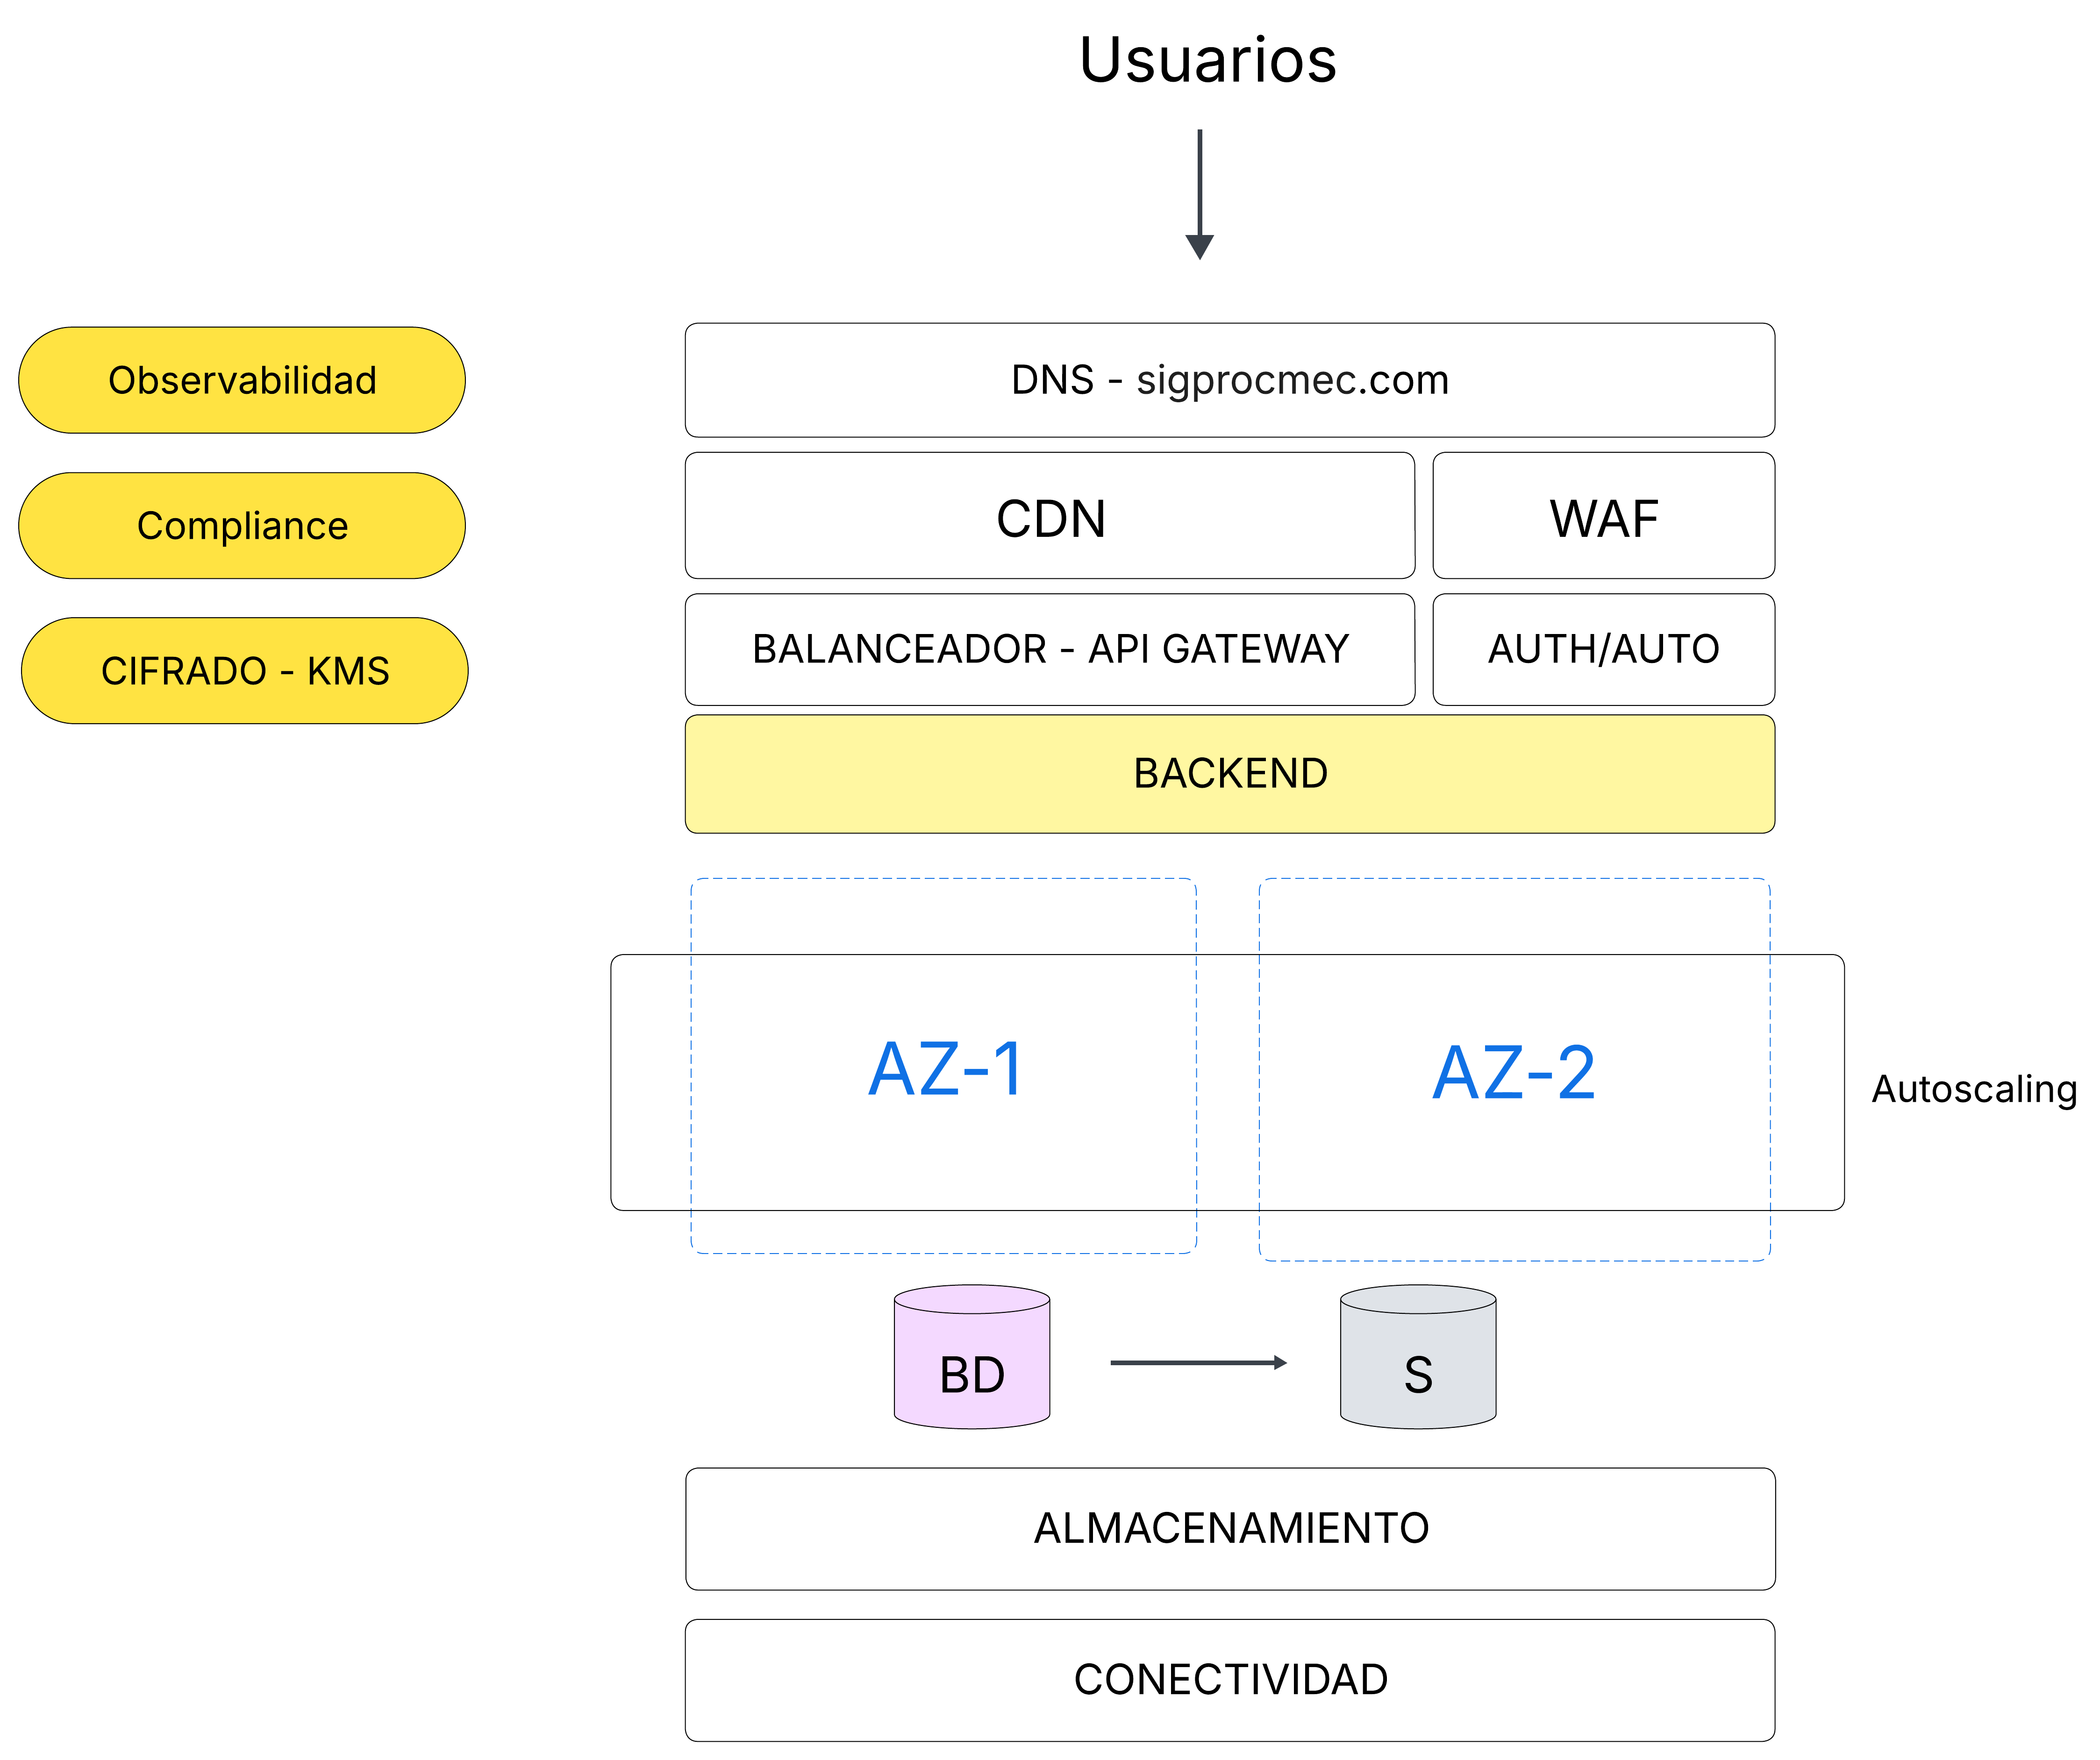 Usuarios
Observabilidad
DNS - sigprocmec.com
Compliance
CDN
WAF
CIFRADO - KMS
BALANCEADOR - API GATEWAY
AUTH/AUTO
BACKEND
AZ-1
AZ-2
Autoscaling
BD
S
ALMACENAMIENTO
CONECTIVIDAD